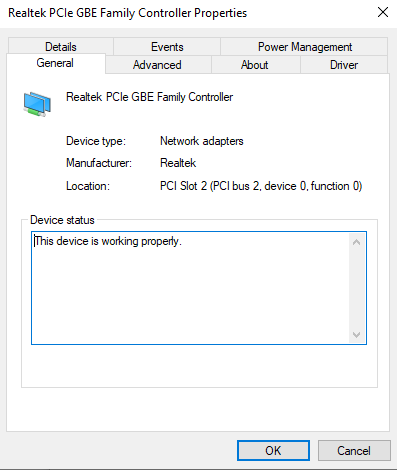 Realtek PCIe GBE Family Controller Properties
Details Events Power Management
General Advanced About Driver
Realtek PCIe GBE Family Controller
Device type: Network adapters
Manufacturer: Realtek
Location: PCI Slot 2 (PCI bus 2, device 0, function 0)
Device status
This device is working properly.
OK Cancel